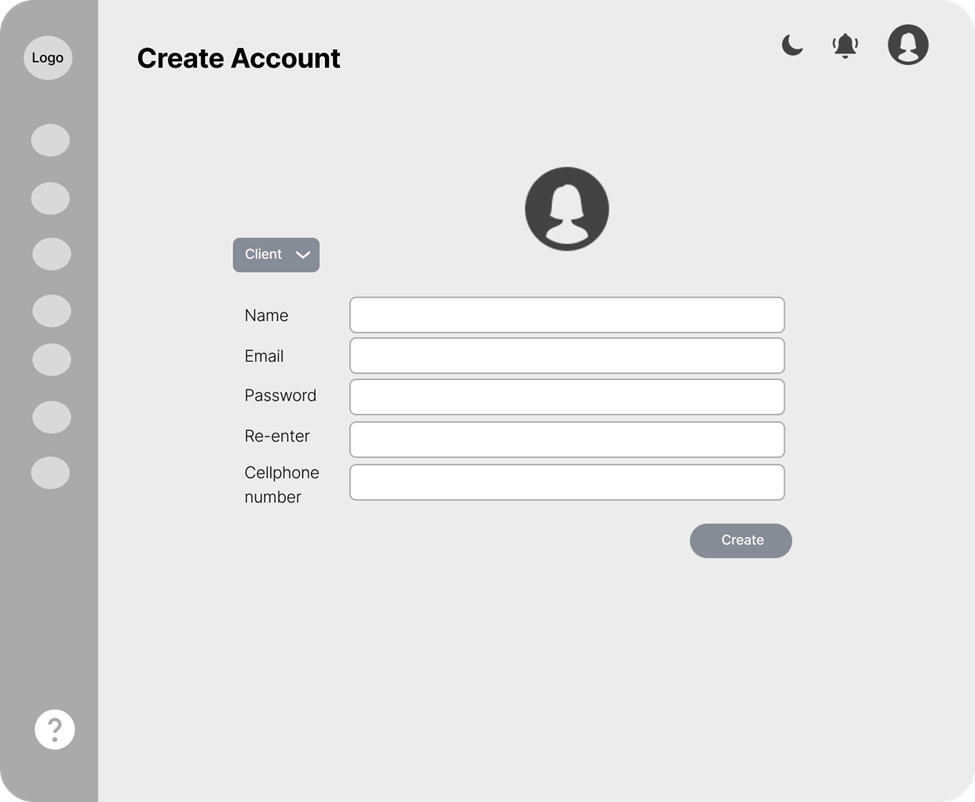 Logo
Create Account
Client
Name
Email
Password
Re-enter
Cellphone
number
Create
?